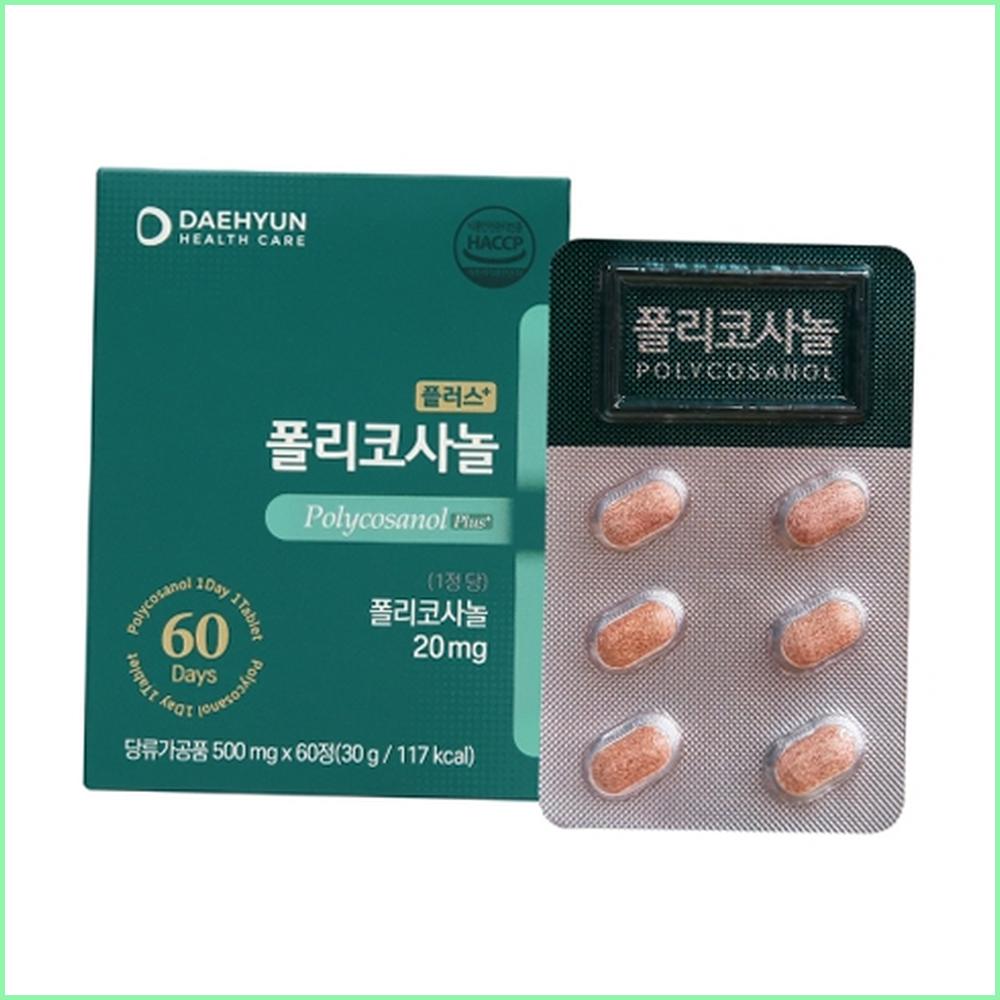 DAEHYUN
HEALTH CARE
HACCP
플러스+
폴리코사놀
Polycosanol Plus+
(1정 당)
폴리코사놀
20 mg
Polycosanol 1Day 1Tablet
60
Days
Polycosanol 1Day 1Tablet
당류가공품 500 mg x 60정(30 g / 117 kcal)
폴리코사놀
POLYCOSANOL